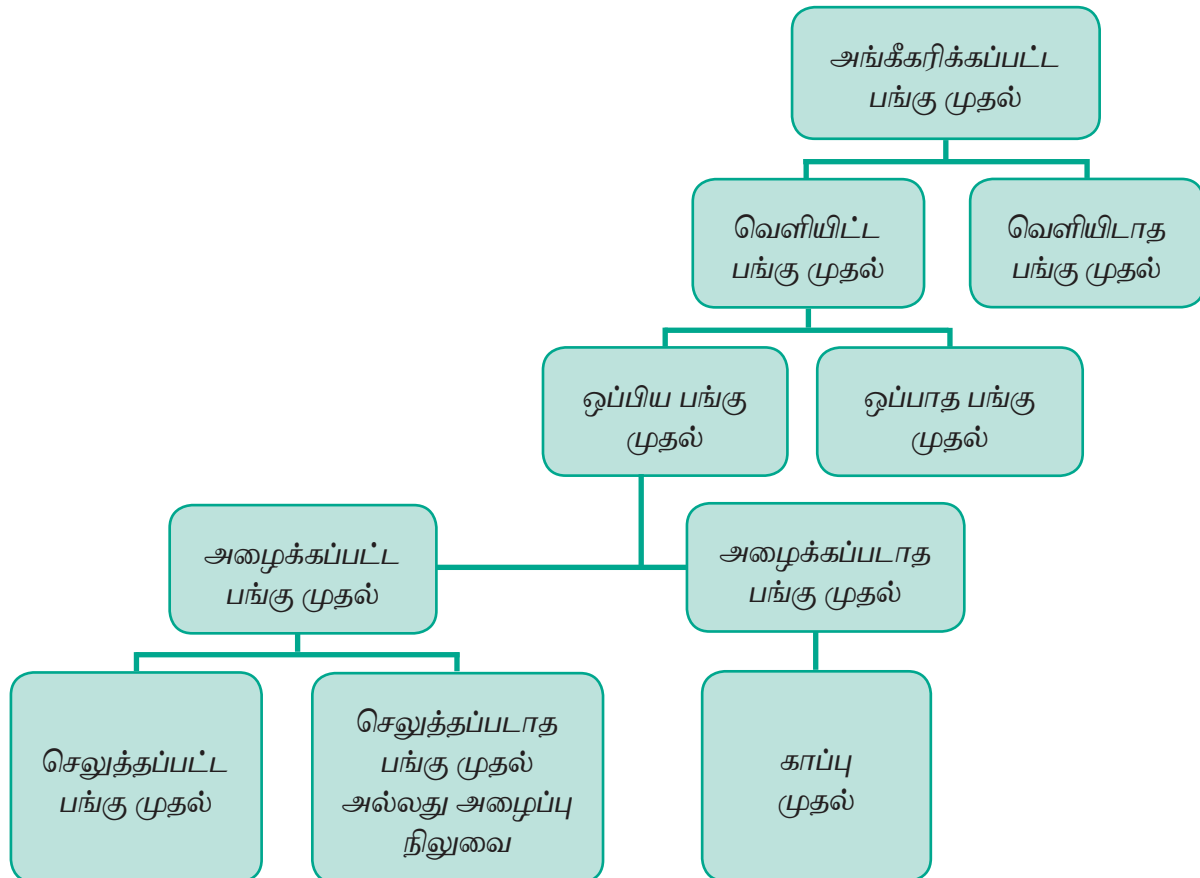 அங்கீகரிக்கப்பட்ட
பங்கு முதல்
வெளியிட்ட
பங்கு முதல்
வெளியிடாத
பங்கு முதல்
ஒப்பிய பங்கு
முதல்
ஒப்பாத பங்கு
முதல்
அழைக்கப்பட்ட
பங்கு முதல்
அழைக்கப்படாத
பங்கு முதல்
செலுத்தப்பட்ட
பங்கு முதல்
செலுத்தப்படாத
பங்கு முதல்
அல்லது அழைப்பு
நிலுவை
காப்பு
முதல்